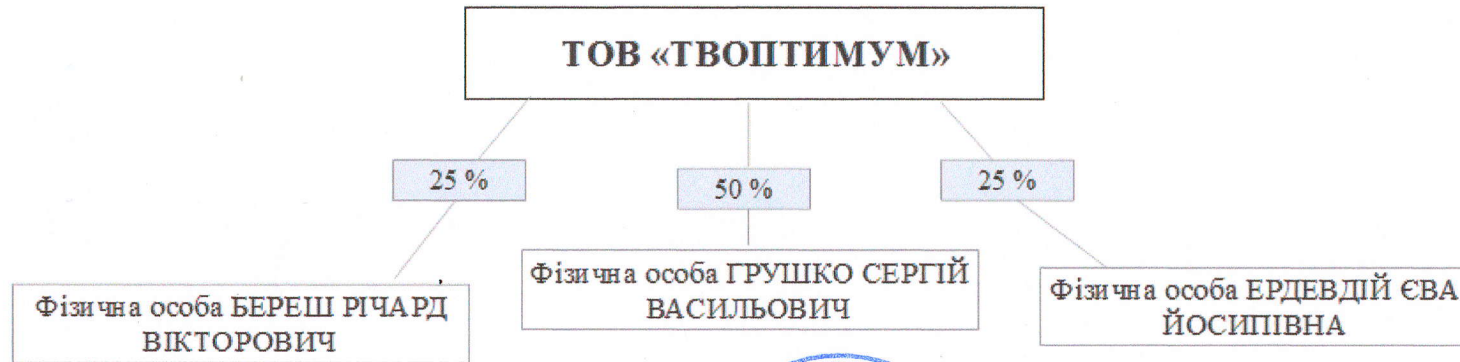 ТОВ «ТВОПТИМУМ»
25 %
50 %
25 %
Фізична особа БЕРЕШ РІЧАРД
ВІКТОРОВИЧ
Фізична особа ГРУШКО СЕРГІЙ
ВАСИЛЬОВИЧ
Фізична особа ЕРДЕВДІЙ ЄВА
ЙОСИПІВНА